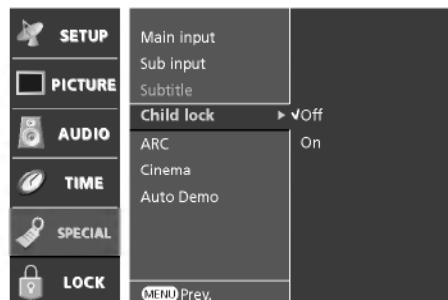 SETUP
PICTURE
AUDIO
TIME
SPECIAL
LOCK
Main input
Sub input
Subtitle
Child lock
ARC
Cinema
Auto Demo
MENU Prev.
Off
On